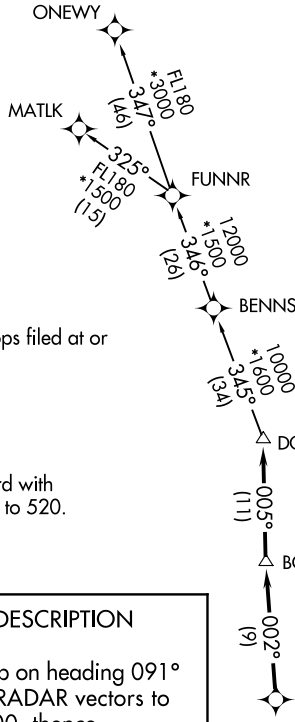 ONEWY
FL180
*3000
347°
(46)
MATLK
325°
FL180
*1500
(15)
FUNNR
12000
*1500
346°
(26)
BENNS
ps filed at or
10000
*1600
345°
(34)
DO
rd with
to 520.
005°
(11)
BO
DESCRIPTION
002°
(9)
on heading 091°
RADAR vectors to
thence